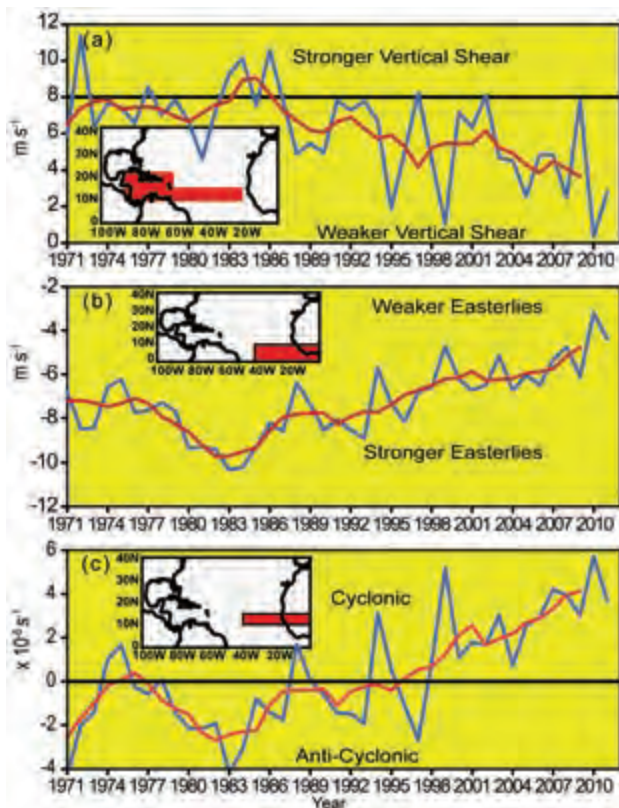 12
(a)
Stronger Vertical Shear
10
8
6
4
2
0
m s⁻¹
40N
30N
20N
10N
0
100W 80W 60W 40W 20W
Weaker Vertical Shear
1971 1974 1977 1980 1983 1986 1989 1992 1995 1998 2001 2004 2007 2010
-2
(b)
Weaker Easterlies
-4
-6
-8
-10
-12
m s⁻¹
40N
30N
20N
10N
0
100W 80W 60W 40W 20W
Stronger Easterlies
1971 1974 1977 1980 1983 1986 1989 1992 1995 1998 2001 2004 2007 2010
6
(c)
Cyclonic
4
2
0
-2
-4
40N
30N
20N
10N
0
100W 80W 60W 40W 20W
Anti-Cyclonic
1971 1974 1977 1980 1983 1986 1989 1992 1995 1998 2001 2004 2007 2010
Year